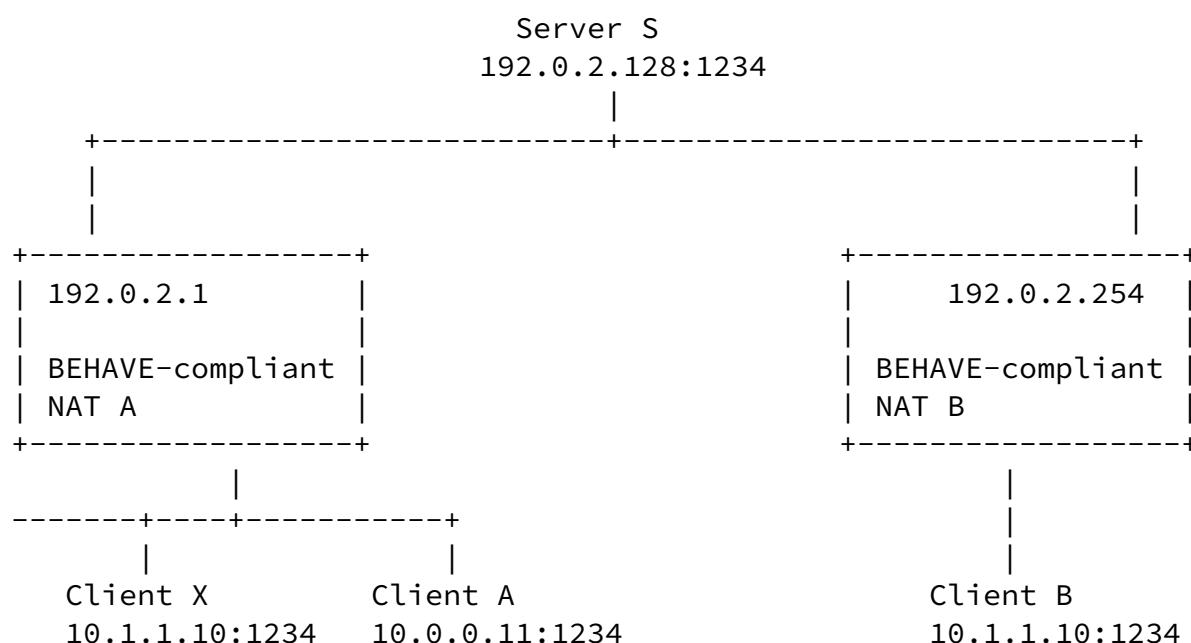 Server S
192.0.2.128:1234
192.0.2.1 192.0.2.254
BEHAVE-compliant BEHAVE-compliant
NAT A NAT B
Client X Client A Client B
10.1.1.10:1234 10.0.0.11:1234 10.1.1.10:1234